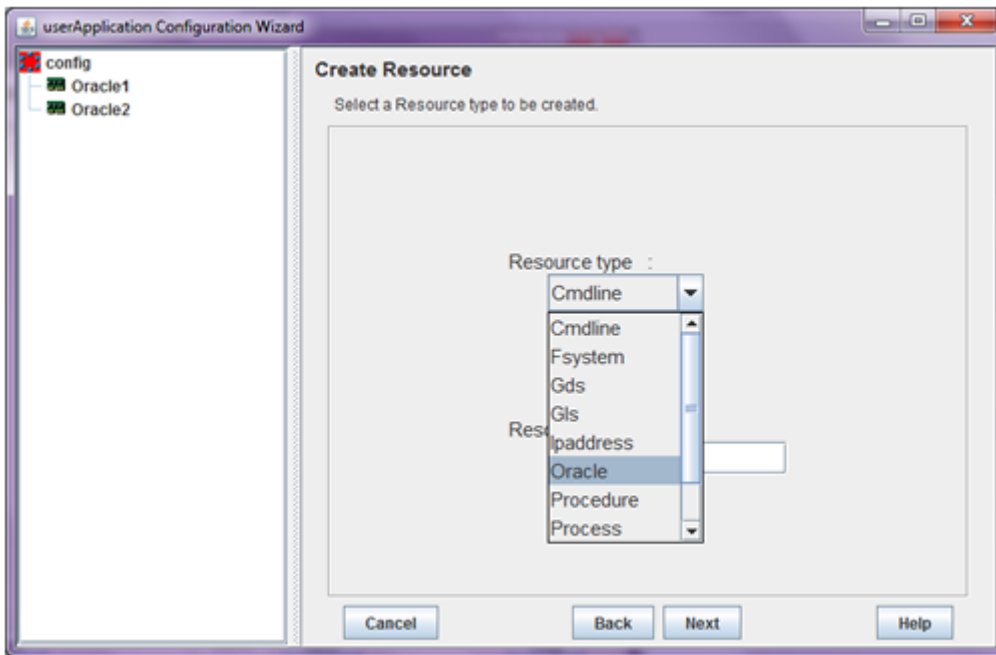 userApplication Configuration Wizard
config
Oracle1
Oracle2
Create Resource
Select a Resource type to be created.
Resource type :
Cmdline
Cmdline
Fsystem
Gds
Gls
Ipaddress
Oracle
Procedure
Process
Cancel
Back
Next
Help